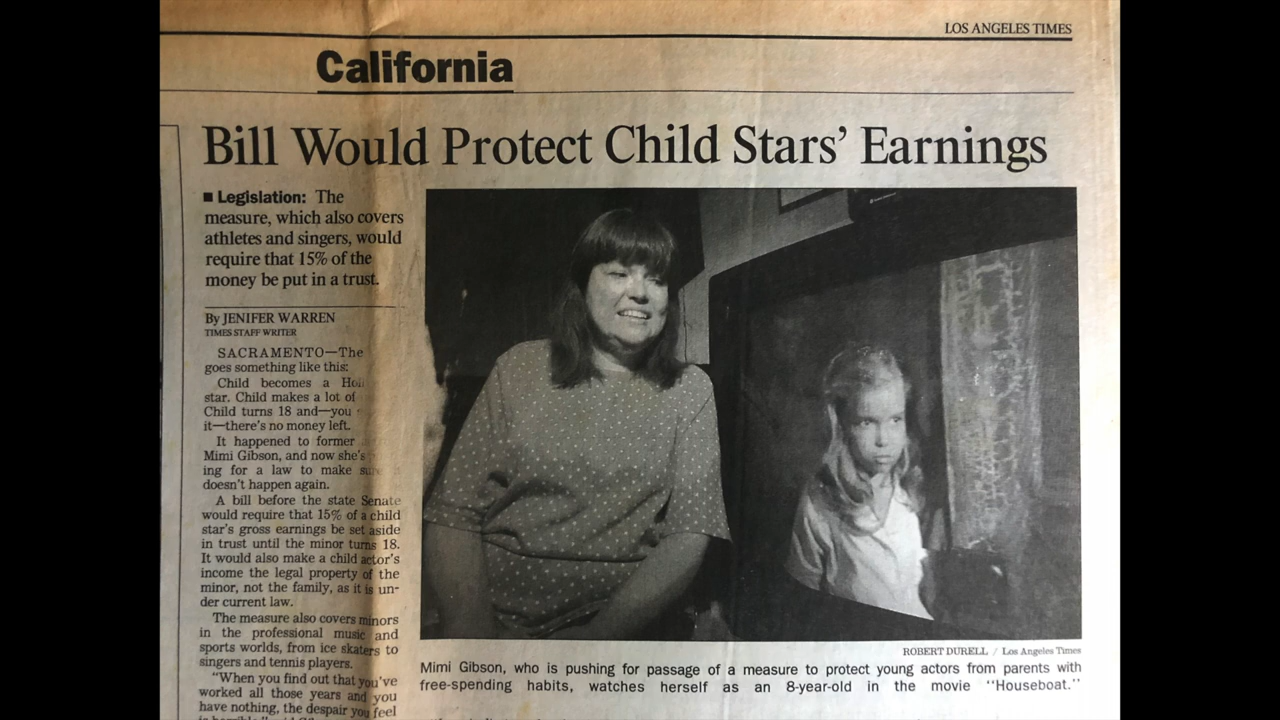 LOS ANGELES TIMES
California
Bill Would Protect Child Stars' Earnings
■ Legislation: The
measure, which also covers
athletes and singers, would
require that 15% of the
money be put in a trust.
By JENIFER WARREN
TIMES STAFF WRITER
SACRAMENTO—The
goes something like this:
Child becomes a
star. Child makes a lot of
Child turns 18 and—you
it—there's no money left.
It happened to former
Mimi Gibson, and now she's
ing for a law to make sure
doesn't happen again.
A bill before the state Senate
would require that 15% of a child
star's gross earnings be set aside
in trust until the minor turns 18.
It would also make a child actor's
income the legal property of the
minor, not the family, as it is un-
der current law.
The measure also covers minors
in the professional music and
sports worlds, from ice skaters to
singers and tennis players.
"When you find out that you've
worked all those years and you
have nothing, the despair you feel
ROBERT DURELL / Los Angeles Times
Mimi Gibson, who is pushing for passage of a measure to protect young actors from parents with
free-spending habits, watches herself as an 8-year-old in the movie "Houseboat."